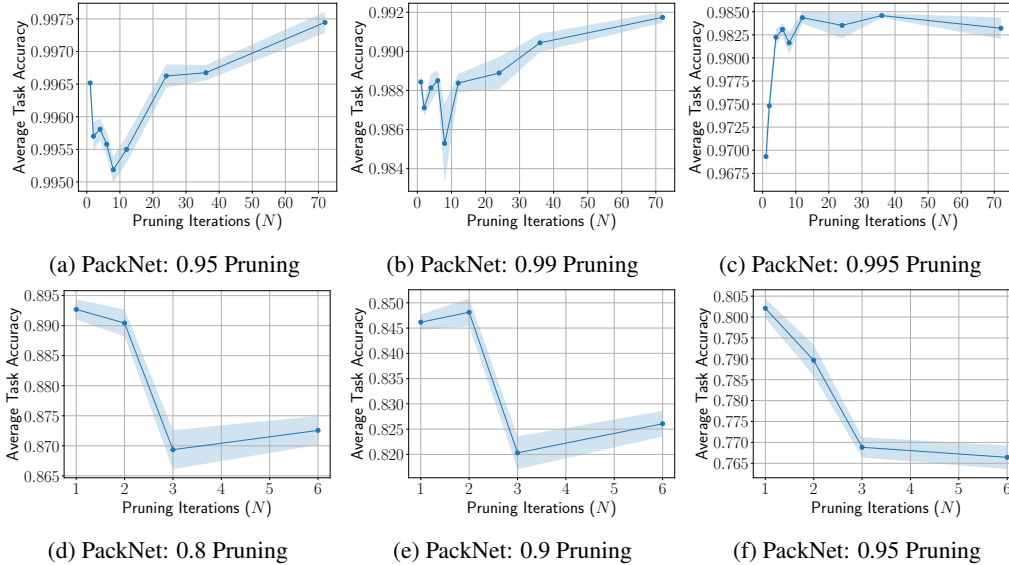 0.9975
0.9970
0.9965
0.9960
0.9955
0.9950
Average Task Accuracy
0 10 20 30 40 50 60 70
Pruning Iterations (N)
(a) PackNet: 0.95 Pruning
0.992
0.990
0.988
0.986
0.984
Average Task Accuracy
0 10 20 30 40 50 60 70
Pruning Iterations (N)
(b) PackNet: 0.99 Pruning
0.9850
0.9825
0.9800
0.9775
0.9750
0.9725
0.9700
0.9675
Average Task Accuracy
0 10 20 30 40 50 60 70
Pruning Iterations (N)
(c) PackNet: 0.995 Pruning
0.895
0.890
0.885
0.880
0.875
0.870
0.865
Average Task Accuracy
1 2 3 4 5 6
Pruning Iterations (N)
(d) PackNet: 0.8 Pruning
0.850
0.845
0.840
0.835
0.830
0.825
0.820
Average Task Accuracy
1 2 3 4 5 6
Pruning Iterations (N)
(e) PackNet: 0.9 Pruning
0.805
0.800
0.795
0.790
0.785
0.780
0.775
0.770
0.765
Average Task Accuracy
1 2 3 4 5 6
Pruning Iterations (N)
(f) PackNet: 0.95 Pruning